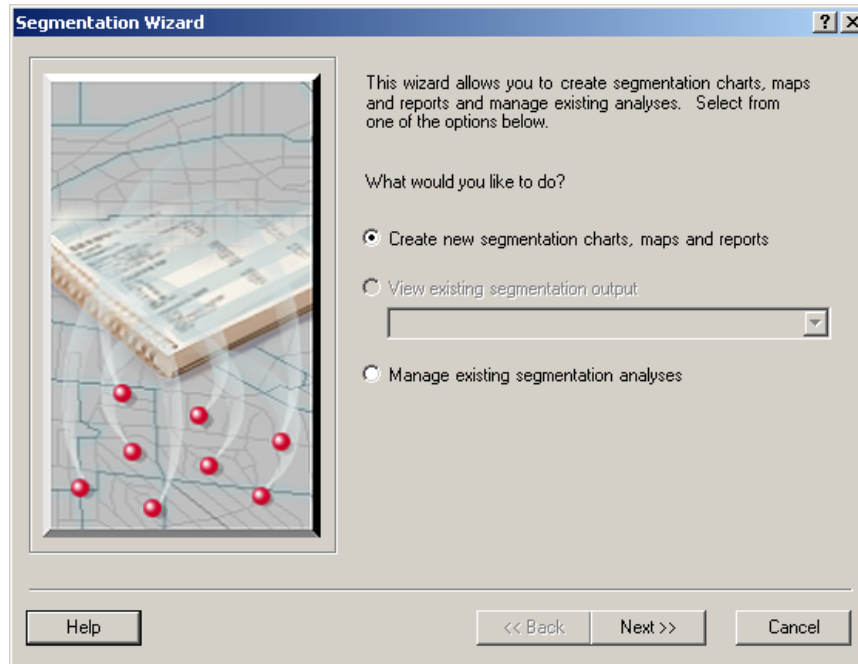 Segmentation Wizard
This wizard allows you to create segmentation charts, maps
and reports and manage existing analyses. Select from
one of the options below.
What would you like to do?
Create new segmentation charts, maps and reports
View existing segmentation output
Manage existing segmentation analyses
Help
<< Back
Next >>
Cancel